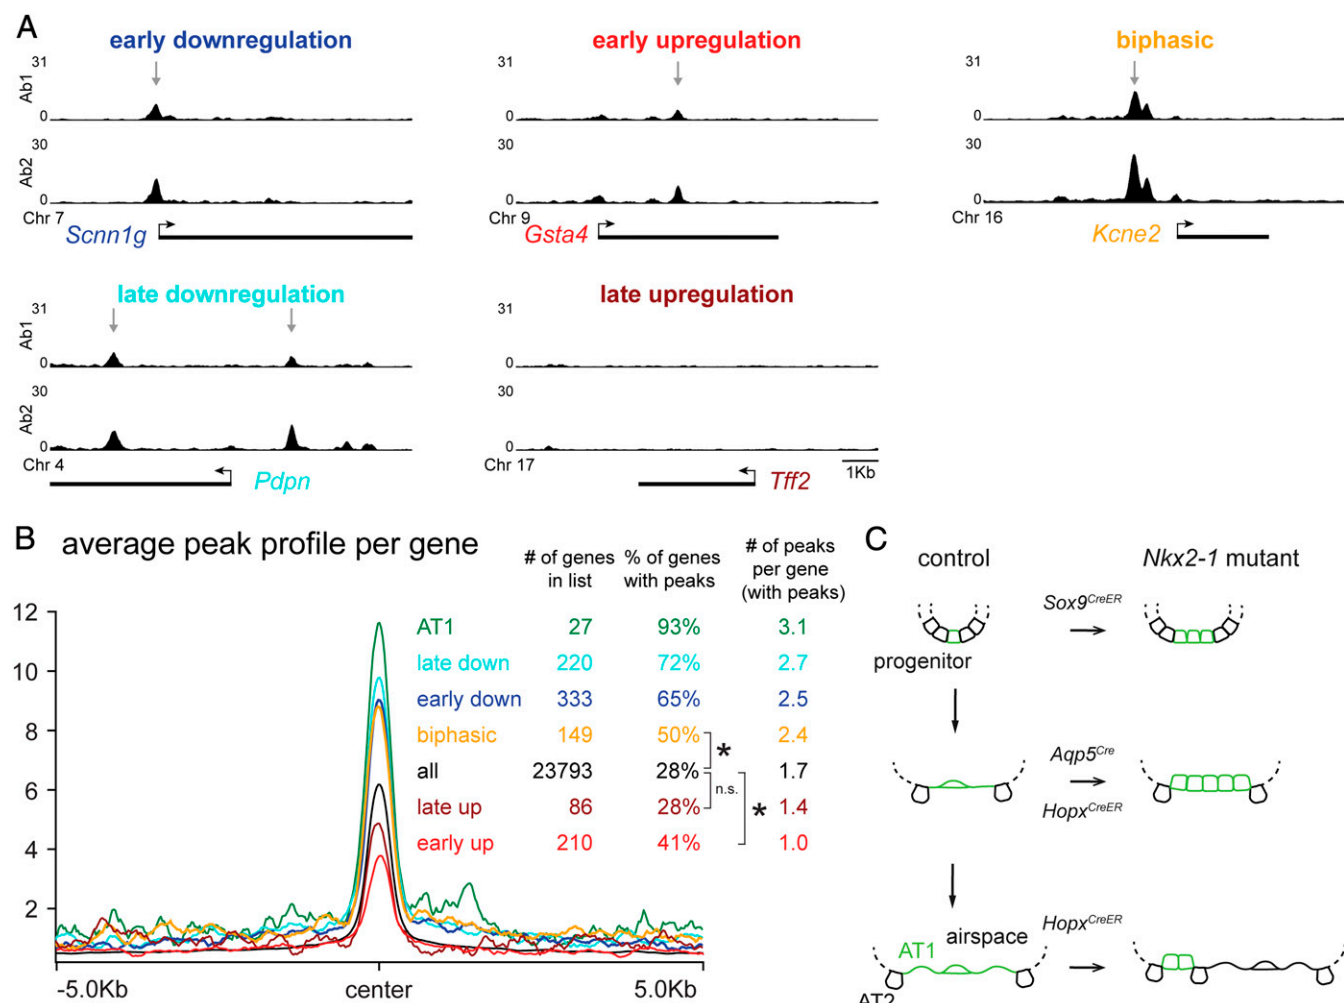 A
early downregulation
early upregulation
biphasic
Ab1
31
0
31
0
31
0
Ab2
30
0
30
0
30
0
Chr 7
Scnn1g
Chr 9
Gsta4
Chr 16
Kcne2
late downregulation
late upregulation
Ab1
31
0
31
0
Ab2
30
0
30
0
Chr 4
Pdpn
Chr 17
Tff2
1Kb
B average peak profile per gene
# of genes in list
% of genes with peaks
# of peaks per gene (with peaks)
AT1 27 93% 3.1
late down 220 72% 2.7
early down 333 65% 2.5
biphasic 149 50% 2.4
*
all 23793 28% 1.7
n.s.
late up 86 28% 1.4
*
early up 210 41% 1.0
12
10
8
6
4
2
-5.0Kb center 5.0Kb
C
control
Nkx2-1 mutant
Sox9CreER
progenitor
Aqp5Cre
HopxCreER
HopxCreER
airspace
AT1
AT2